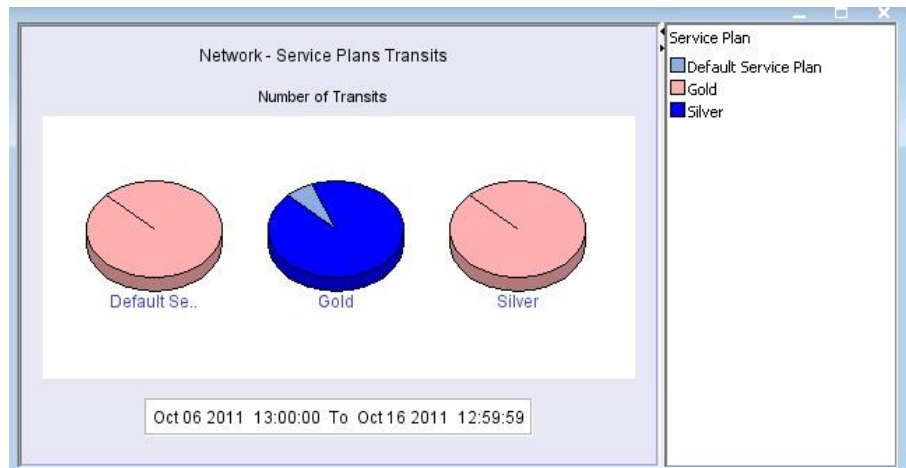 Network - Service Plans Transits
Number of Transits
Default Se..
Gold
Silver
Oct 06 2011 13:00:00 To Oct 16 2011 12:59:59
Service Plan
Default Service Plan
Gold
Silver